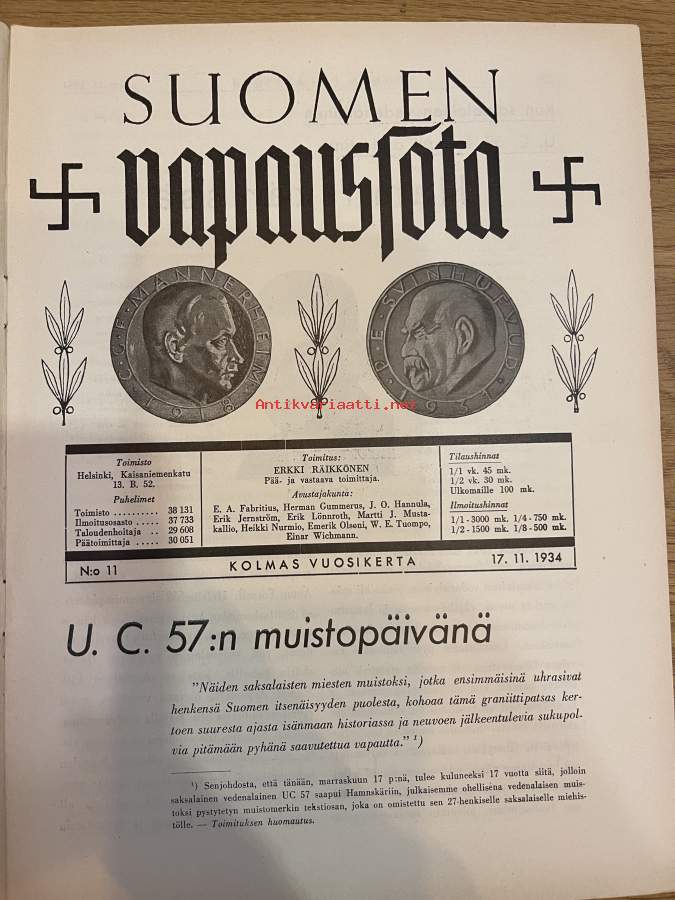 SUOMEN
vapaussota
C. G. E. MANNERHEIM 1918
P. E. SVINHUFVUD 1931
Antikvariaatti.net
Toimisto
Helsinki, Kaisaniemenkatu
13. B. 52.
Puhelimet
Toimisto .......... 38 131
Ilmoitusosasto ..... 37 733
Taloudenhoitaja .. 29 608
Päätoimittaja ..... 30 051
Toimitus:
ERKKI RÄIKKÖNEN
Pää- ja vastaava toimittaja.
Avustajakunta:
E. A. Fabritius, Herman Gummerus, J. O. Hannula,
Erik Jernström, Erik Lönnroth, Martti J. Musta-
kallio, Heikki Nurmio, Emerik Olsoni, W. E. Tuompo,
Einar Wichmann.
Tilaushinnat
1/1 vk. 45 mk.
1/2 vk. 30 mk.
Ulkomaille 100 mk.
Ilmoitushinnat
1/1-3000 mk. 1/4-750 mk.
1/2-1500 mk. 1/8-500 mk.
N:o 11 KOLMAS VUOSIKERTA 17. 11. 1934
U. C. 57:n muistopäivänä
"Näiden saksalaisten miesten muistoksi, jotka ensimmäisinä uhrasivat
henkensä Suomen itsenäisyyden puolesta, kohoaa tämä graniittipatsas ker-
toen suuresta ajasta isänmaan historiassa ja neuvoen jälkeentulevia sukupol-
via pitämään pyhänä saavutettua vapautta." ¹)
¹) Senjohdosta, että tänään, marraskuun 17 p:nä, tulee kuluneeksi 17 vuotta siitä, jolloin
saksalainen vedenalainen UC 57 saapui Hamnskäriin, julkaisemme ohellisena vedenalaisen muis-
toksi pystytetyn muistomerkin tekstiosan, joka on omistettu sen 27-henkiselle saksalaiselle miehis-
tölle. — Toimituksen huomautus.